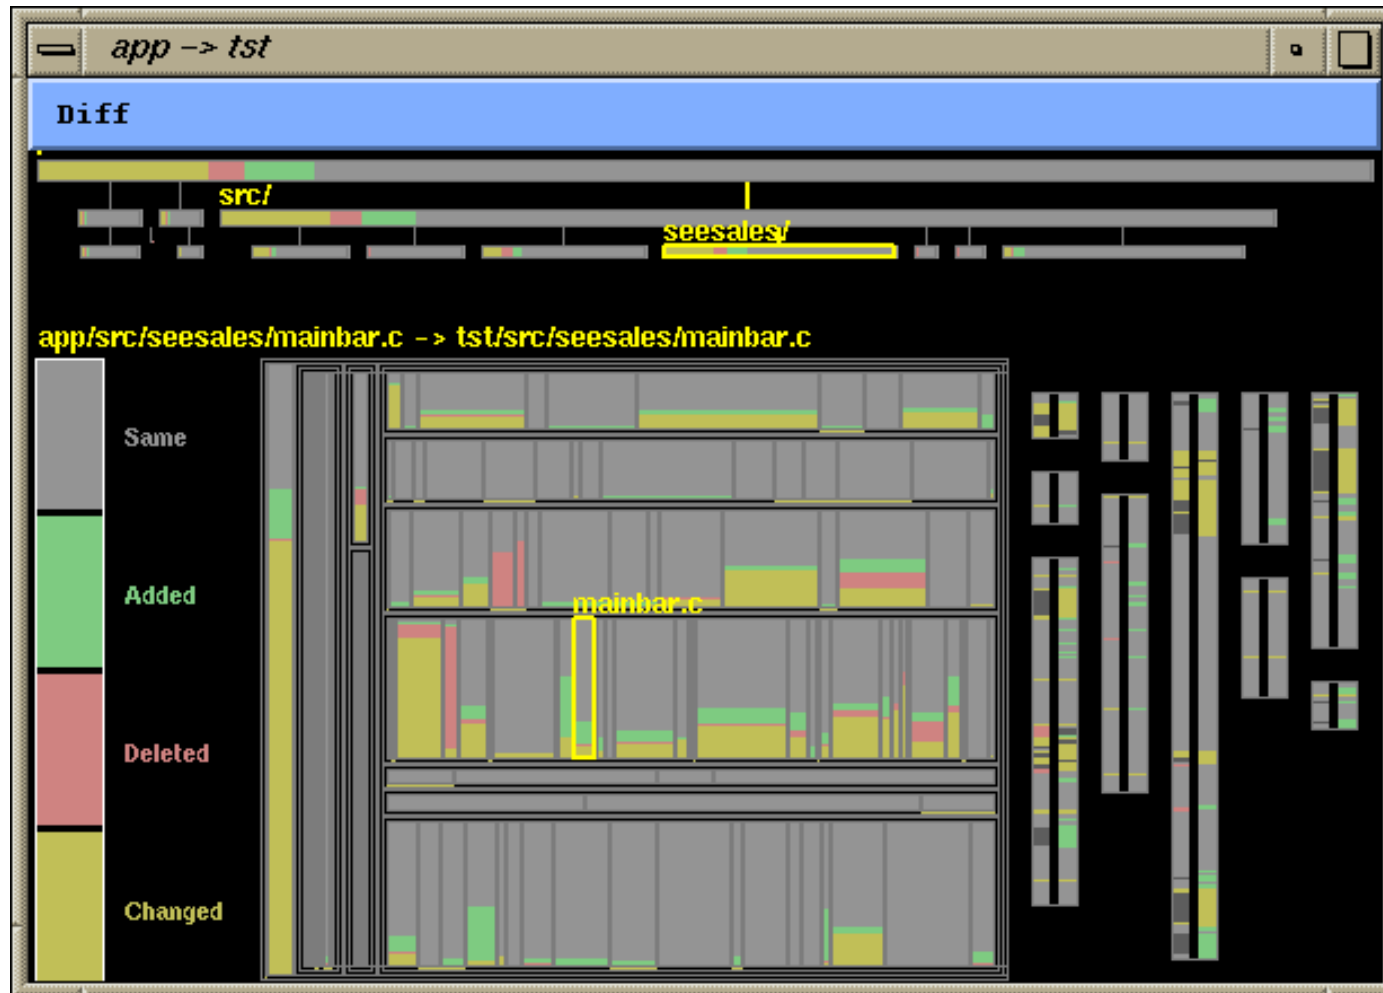 app -> tst
Diff
src/
seesales/
app/src/seesales/mainbar.c -> tst/src/seesales/mainbar.c
Same
Added
mainbar.c
Deleted
Changed